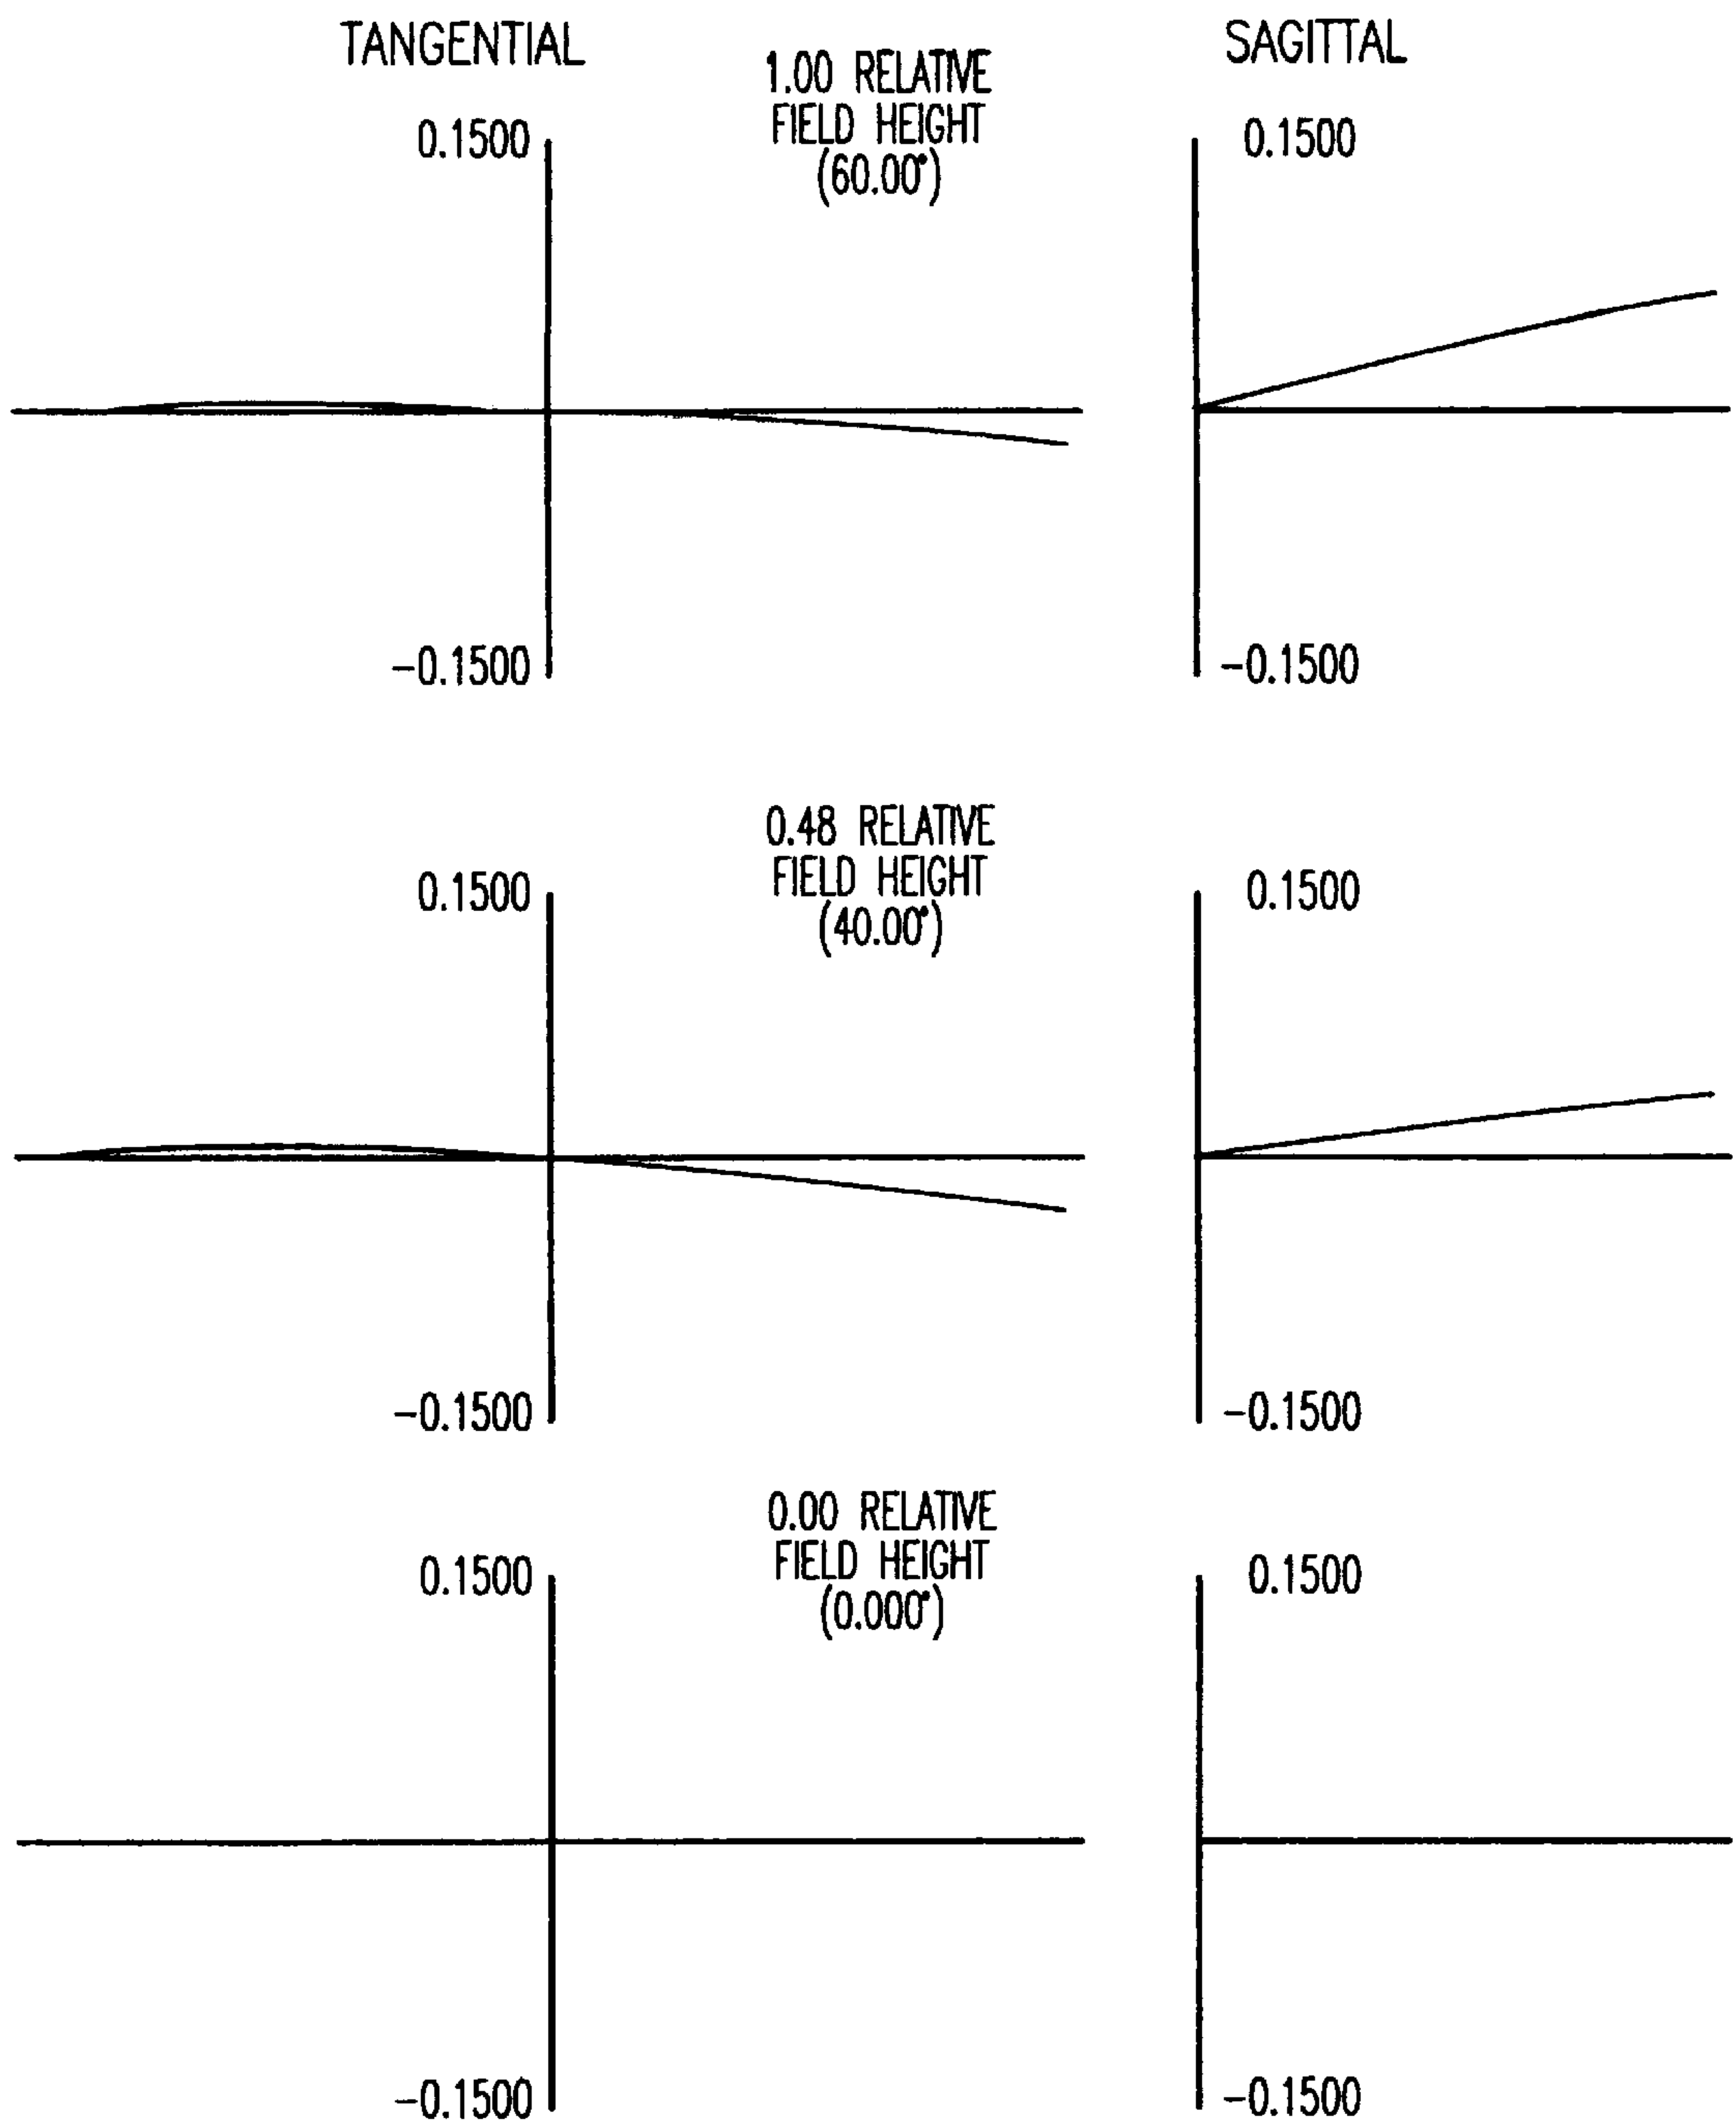 TANGENTIAL
SAGITTAL
1.00 RELATIVE
FIELD HEIGHT
(60.00°)
0.1500
0.1500
-0.1500
-0.1500
0.48 RELATIVE
FIELD HEIGHT
(40.00°)
0.1500
0.1500
-0.1500
-0.1500
0.00 RELATIVE
FIELD HEIGHT
(0.000°)
0.1500
0.1500
-0.1500
-0.1500